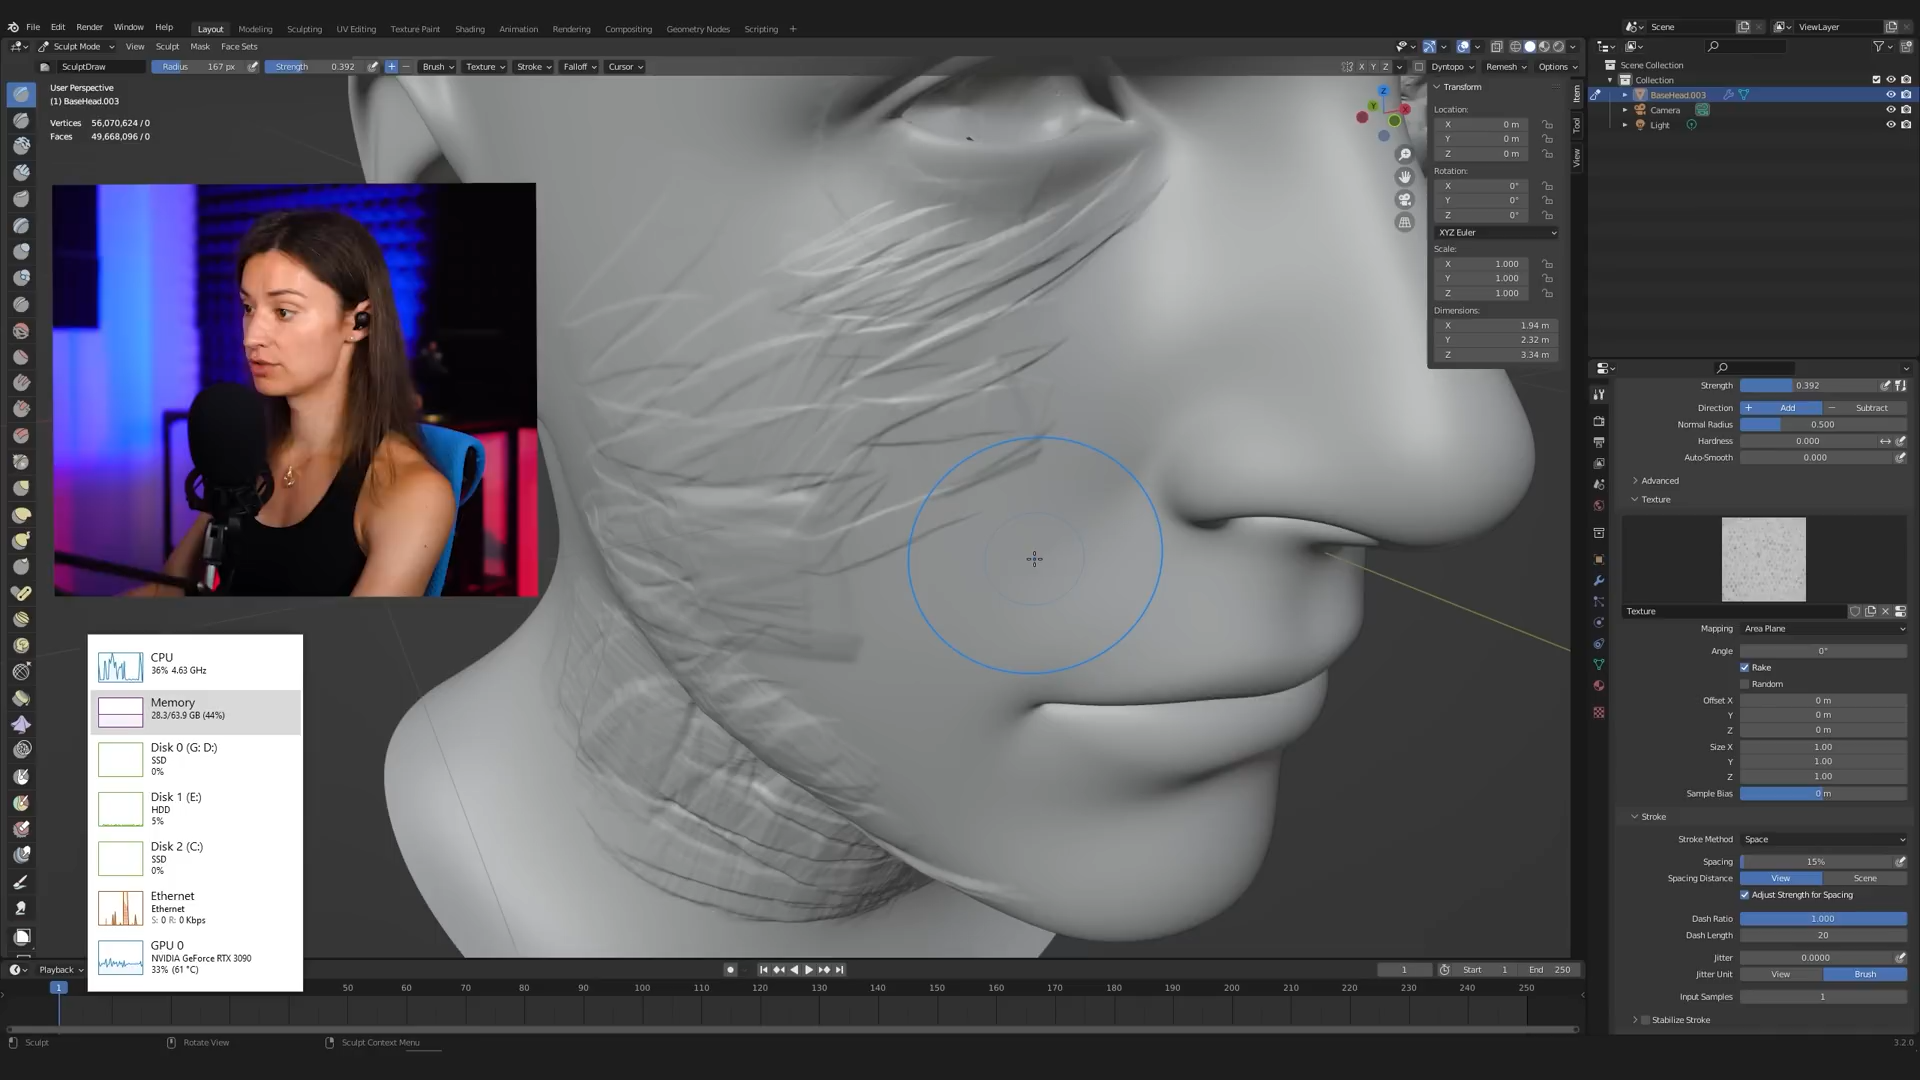 File Edit Render Window Help Layout Modeling Sculpting UV Editing Texture Paint Shading Animation Rendering Compositing Geometry Nodes Scripting + Scene ViewLayer
Sculpt Mode View Sculpt Mask Face Sets
SculptDraw Radius 167 px Strength 0.392 + − Brush Texture Stroke Falloff Cursor X Y Z Dyntopo Remesh Options
User Perspective
(1) BaseHead.003
Vertices 56,070,624 / 0
Faces 49,668,096 / 0
CPU
36% 4.63 GHz
Memory
28.3/63.9 GB (44%)
Disk 0 (G: D:)
SSD
0%
Disk 1 (E:)
HDD
5%
Disk 2 (C:)
SSD
0%
Ethernet
Ethernet
S: 0 R: 0 Kbps
GPU 0
NVIDIA GeForce RTX 3090
33% (61 °C)
Z
Y
X
Transform
Location:
X 0 m
Y 0 m
Z 0 m
Rotation:
X 0°
Y 0°
Z 0°
XYZ Euler
Scale:
X 1.000
Y 1.000
Z 1.000
Dimensions:
X 1.94 m
Y 2.32 m
Z 3.34 m
Item
Tool
View
Scene Collection
Collection
BaseHead.003
Camera
Light
Strength 0.392
Direction + Add − Subtract
Normal Radius 0.500
Hardness 0.000
Auto-Smooth 0.000
Advanced
Texture
Texture
Mapping Area Plane
Angle 0°
Rake
Random
Offset X 0 m
Y 0 m
Z 0 m
Size X 1.00
Y 1.00
Z 1.00
Sample Bias 0 m
Stroke
Stroke Method Space
Spacing 15%
Spacing Distance View Scene
Adjust Strength for Spacing
Dash Ratio 1.000
Dash Length 20
Jitter 0.0000
Jitter Unit View Brush
Input Samples 1
Stabilize Stroke
Playback 1 Start 1 End 250
1 50 60 70 80 90 100 110 120 130 140 150 160 170 180 190 200 210 220 230 240 250
Sculpt Rotate View Sculpt Context Menu 3.2.0